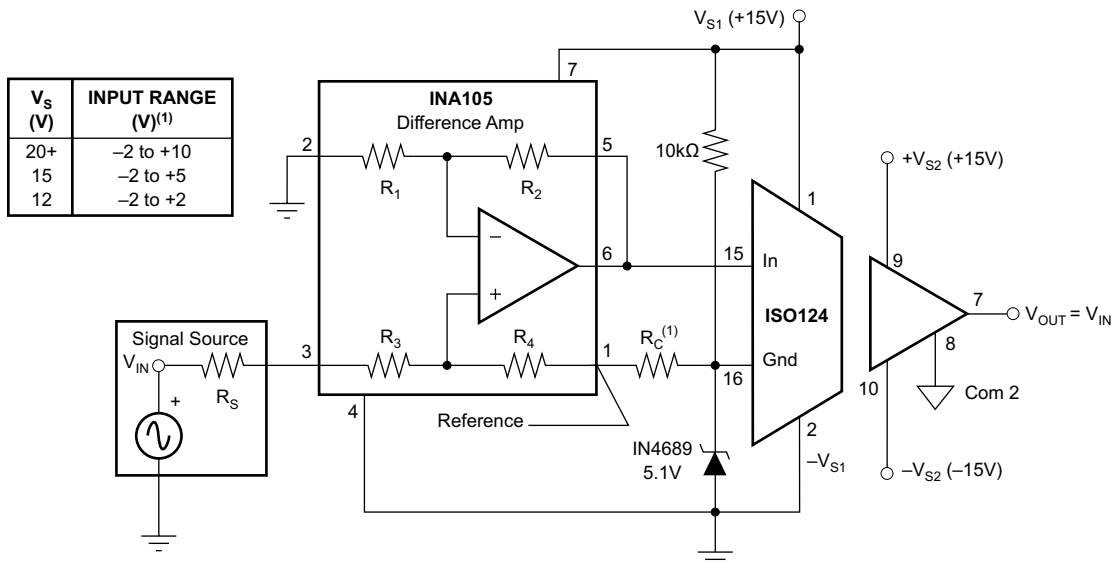 V_S1 (+15V)
V_S (V)	INPUT RANGE (V)^(1)
20+	–2 to +10
15	–2 to +5
12	–2 to +2
7
INA105
Difference Amp
2
5
R_1
R_2
10kΩ
+V_S2 (+15V)
1
–
6
15
In
+
ISO124
9
7
V_OUT = V_IN
8
Signal Source
V_IN
R_S
+
3
R_3
R_4
1
R_C^(1)
16
Gnd
10
Com 2
4
Reference
2
IN4689
5.1V
–V_S1
–V_S2 (–15V)